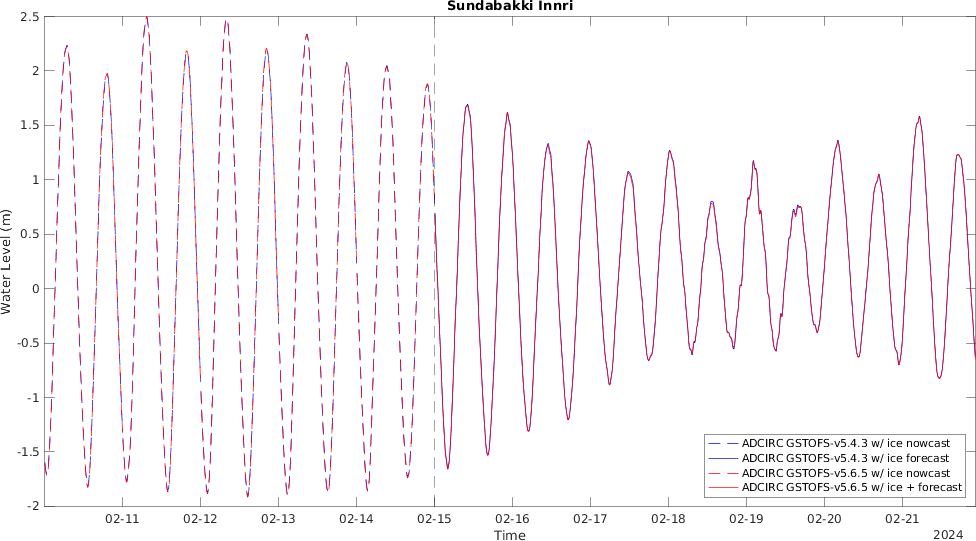 Sundabakki Innri
2.5
2
1.5
1
0.5
0
-0.5
-1
-1.5
-2
Water Level (m)
ADCIRC GSTOFS-v5.4.3 w/ ice nowcast
ADCIRC GSTOFS-v5.4.3 w/ ice forecast
ADCIRC GSTOFS-v5.6.5 w/ ice nowcast
ADCIRC GSTOFS-v5.6.5 w/ ice + forecast
02-11 02-12 02-13 02-14 02-15 02-16 02-17 02-18 02-19 02-20 02-21
Time
2024